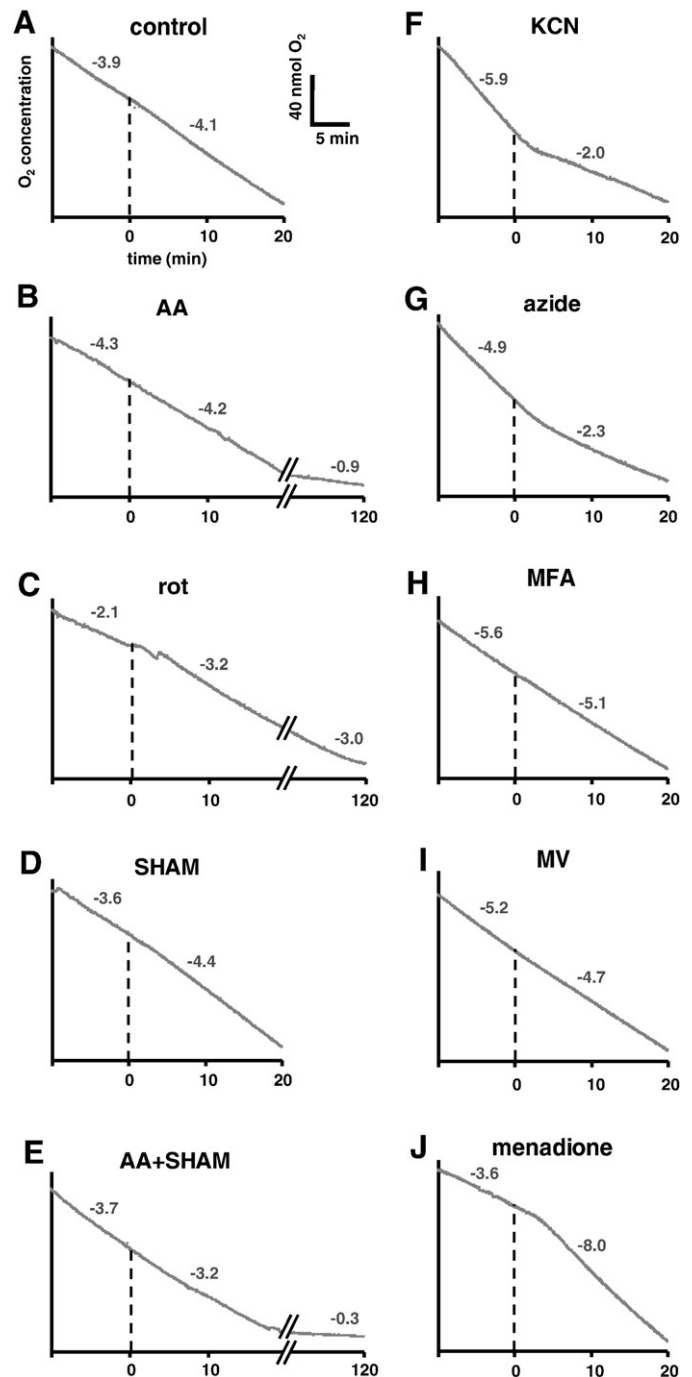 A
control
O2 concentration
-3.9
-4.1
40 nmol O2
5 min
0
10
20
time (min)
B
AA
-4.3
-4.2
-0.9
0
10
120
C
rot
-2.1
-3.2
-3.0
0
10
120
D
SHAM
-3.6
-4.4
0
10
20
E
AA+SHAM
-3.7
-3.2
-0.3
0
10
120
F
KCN
-5.9
-2.0
0
10
20
G
azide
-4.9
-2.3
0
10
20
H
MFA
-5.6
-5.1
0
10
20
I
MV
-5.2
-4.7
0
10
20
J
menadione
-3.6
-8.0
0
10
20